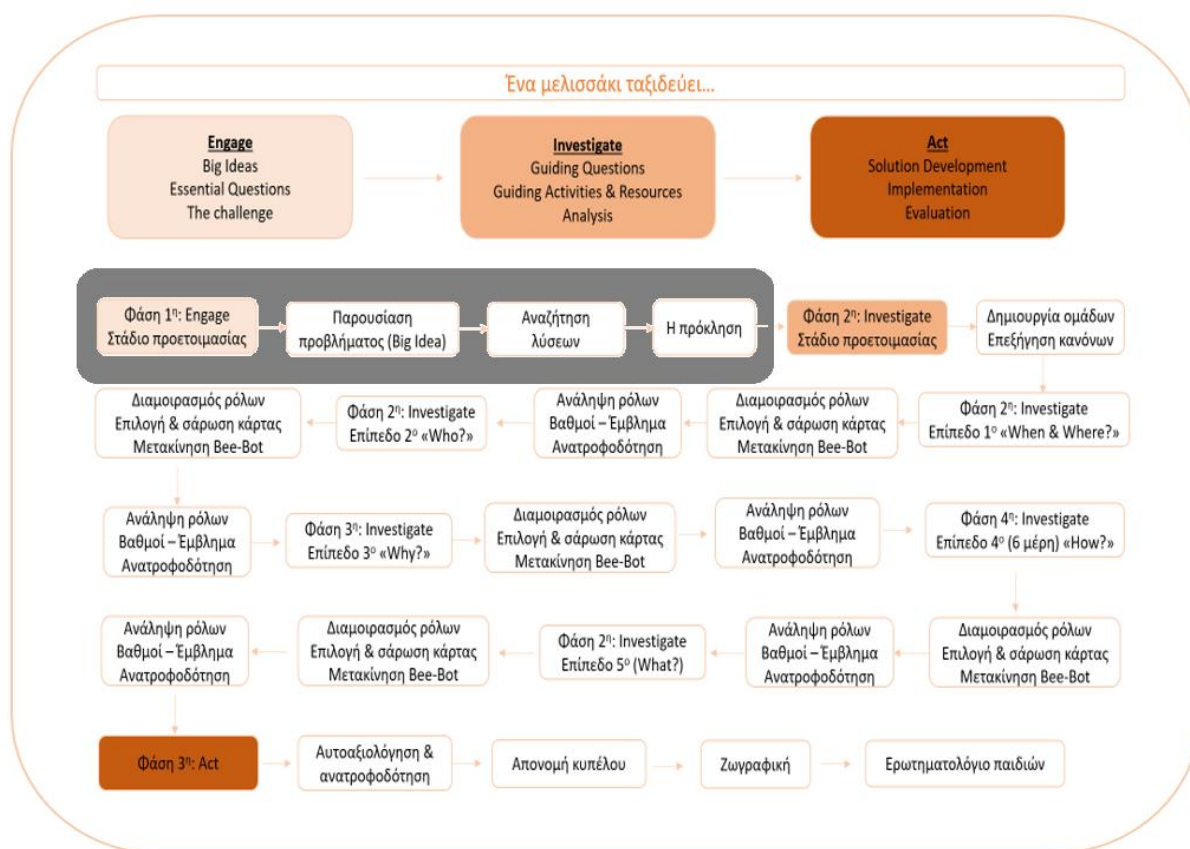 Ένα μελισσάκι ταξιδεύει...
Engage
Big Ideas
Essential Questions
The challenge
Investigate
Guiding Questions
Guiding Activities & Resources
Analysis
Act
Solution Development
Implementation
Evaluation
Φάση 1η: Engage
Στάδιο προετοιμασίας
Παρουσίαση
προβλήματος (Big Idea)
Αναζήτηση
λύσεων
Η πρόκληση
Φάση 2η: Investigate
Στάδιο προετοιμασίας
Δημιουργία ομάδων
Επεξήγηση κανόνων
Φάση 2η: Investigate
Επίπεδο 1ο «When & Where?»
Διαμοιρασμός ρόλων
Επιλογή & σάρωση κάρτας
Μετακίνηση Bee-Bot
Ανάληψη ρόλων
Βαθμοί – Έμβλημα
Ανατροφοδότηση
Φάση 2η: Investigate
Επίπεδο 2ο «Who?»
Διαμοιρασμός ρόλων
Επιλογή & σάρωση κάρτας
Μετακίνηση Bee-Bot
Ανάληψη ρόλων
Βαθμοί – Έμβλημα
Ανατροφοδότηση
Φάση 3η: Investigate
Επίπεδο 3ο «Why?»
Διαμοιρασμός ρόλων
Επιλογή & σάρωση κάρτας
Μετακίνηση Bee-Bot
Ανάληψη ρόλων
Βαθμοί – Έμβλημα
Ανατροφοδότηση
Φάση 4η: Investigate
Επίπεδο 4ο (6 μέρη) «How?»
Διαμοιρασμός ρόλων
Επιλογή & σάρωση κάρτας
Μετακίνηση Bee-Bot
Ανάληψη ρόλων
Βαθμοί – Έμβλημα
Ανατροφοδότηση
Φάση 2η: Investigate
Επίπεδο 5ο (What?)
Διαμοιρασμός ρόλων
Επιλογή & σάρωση κάρτας
Μετακίνηση Bee-Bot
Ανάληψη ρόλων
Βαθμοί – Έμβλημα
Ανατροφοδότηση
Φάση 3η: Act
Αυτοαξιολόγηση &
ανατροφοδότηση
Απονομή κυπέλου
Ζωγραφική
Ερωτηματολόγιο παιδιών